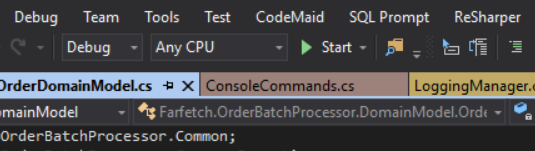 Debug Team Tools Test CodeMaid SQL Prompt ReSharper
Debug Any CPU Start
OrderDomainModel.cs ConsoleCommands.cs LoggingManager.c
omainModel Farfetch.OrderBatchProcessor.DomainModel.Orde
OrderBatchProcessor.Common;